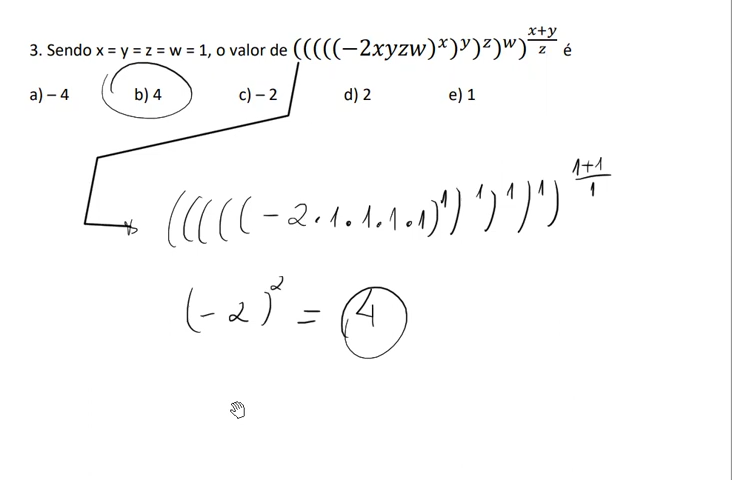 3. Sendo x = y = z = w = 1, o valor de (((((−2xyzw)ˣ)ʸ)ᶻ)ʷ)^((x+y)/z) é
a) – 4 b) 4 c) – 2 d) 2 e) 1
(((((−2.1.1.1.1)¹)¹)¹)¹)^((1+1)/1)
(−2)² = 4